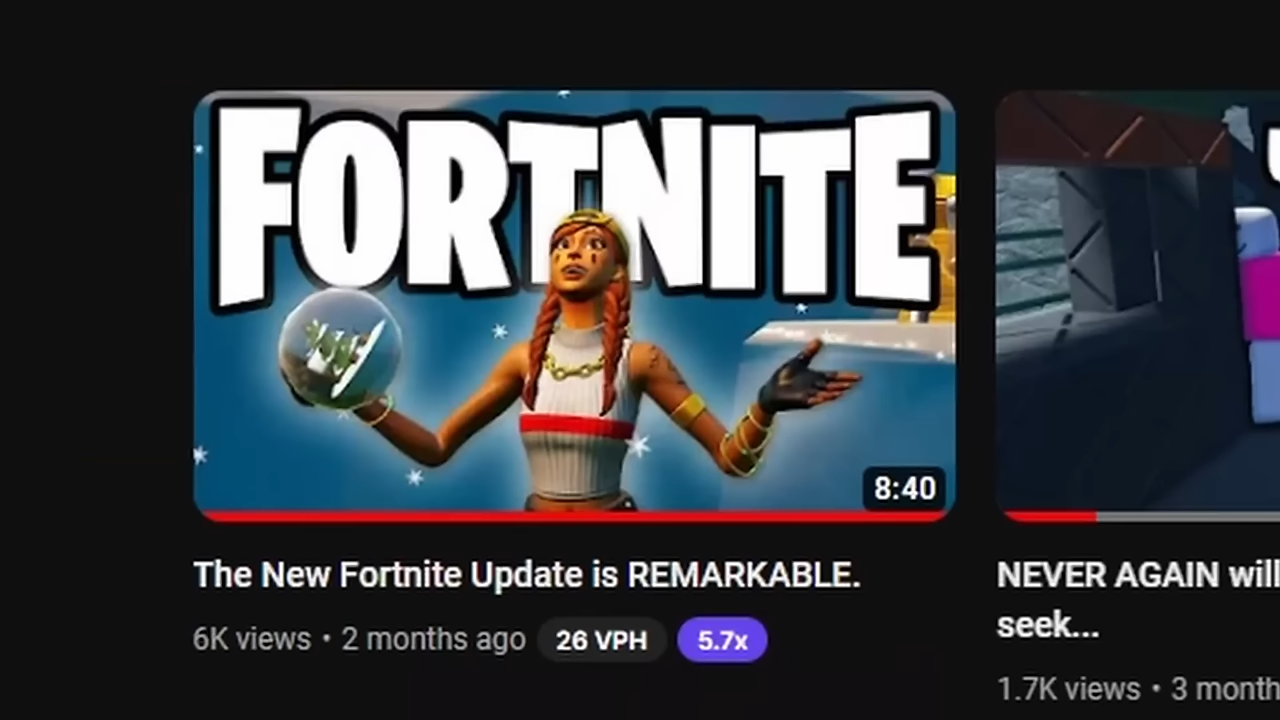 FORTNITE
8:40
The New Fortnite Update is REMARKABLE.
6K views • 2 months ago 26 VPH 5.7x
NEVER AGAIN will
seek...
1.7K views • 3 month